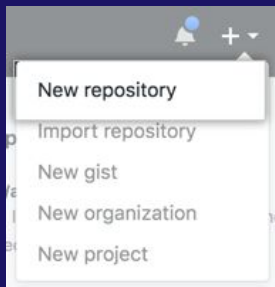 New repository
Import repository
New gist
New organization
New project